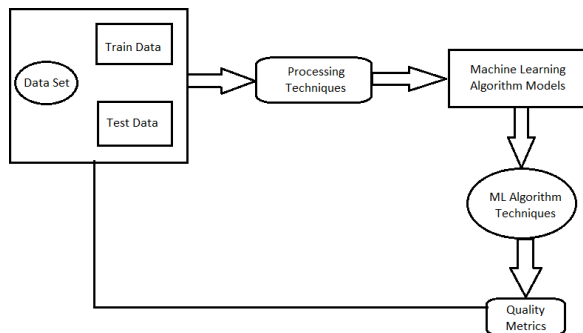 Data Set
Train Data
Test Data
Processing
Techniques
Machine Learning
Algorithm Models
ML Algorithm
Techniques
Quality
Metrics